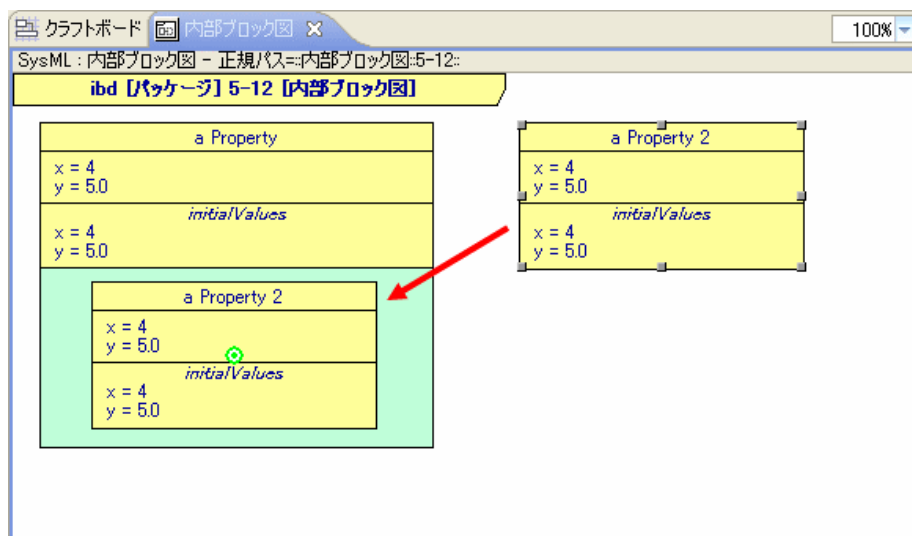 クラフトボード 内部ブロック図 100%
SysML : 内部ブロック図 - 正規パス=::内部ブロック図::5-12::
ibd [パッケージ] 5-12 [内部ブロック図]
a Property
x = 4
y = 5.0
initialValues
x = 4
y = 5.0
a Property 2
x = 4
y = 5.0
initialValues
x = 4
y = 5.0
a Property 2
x = 4
y = 5.0
initialValues
x = 4
y = 5.0